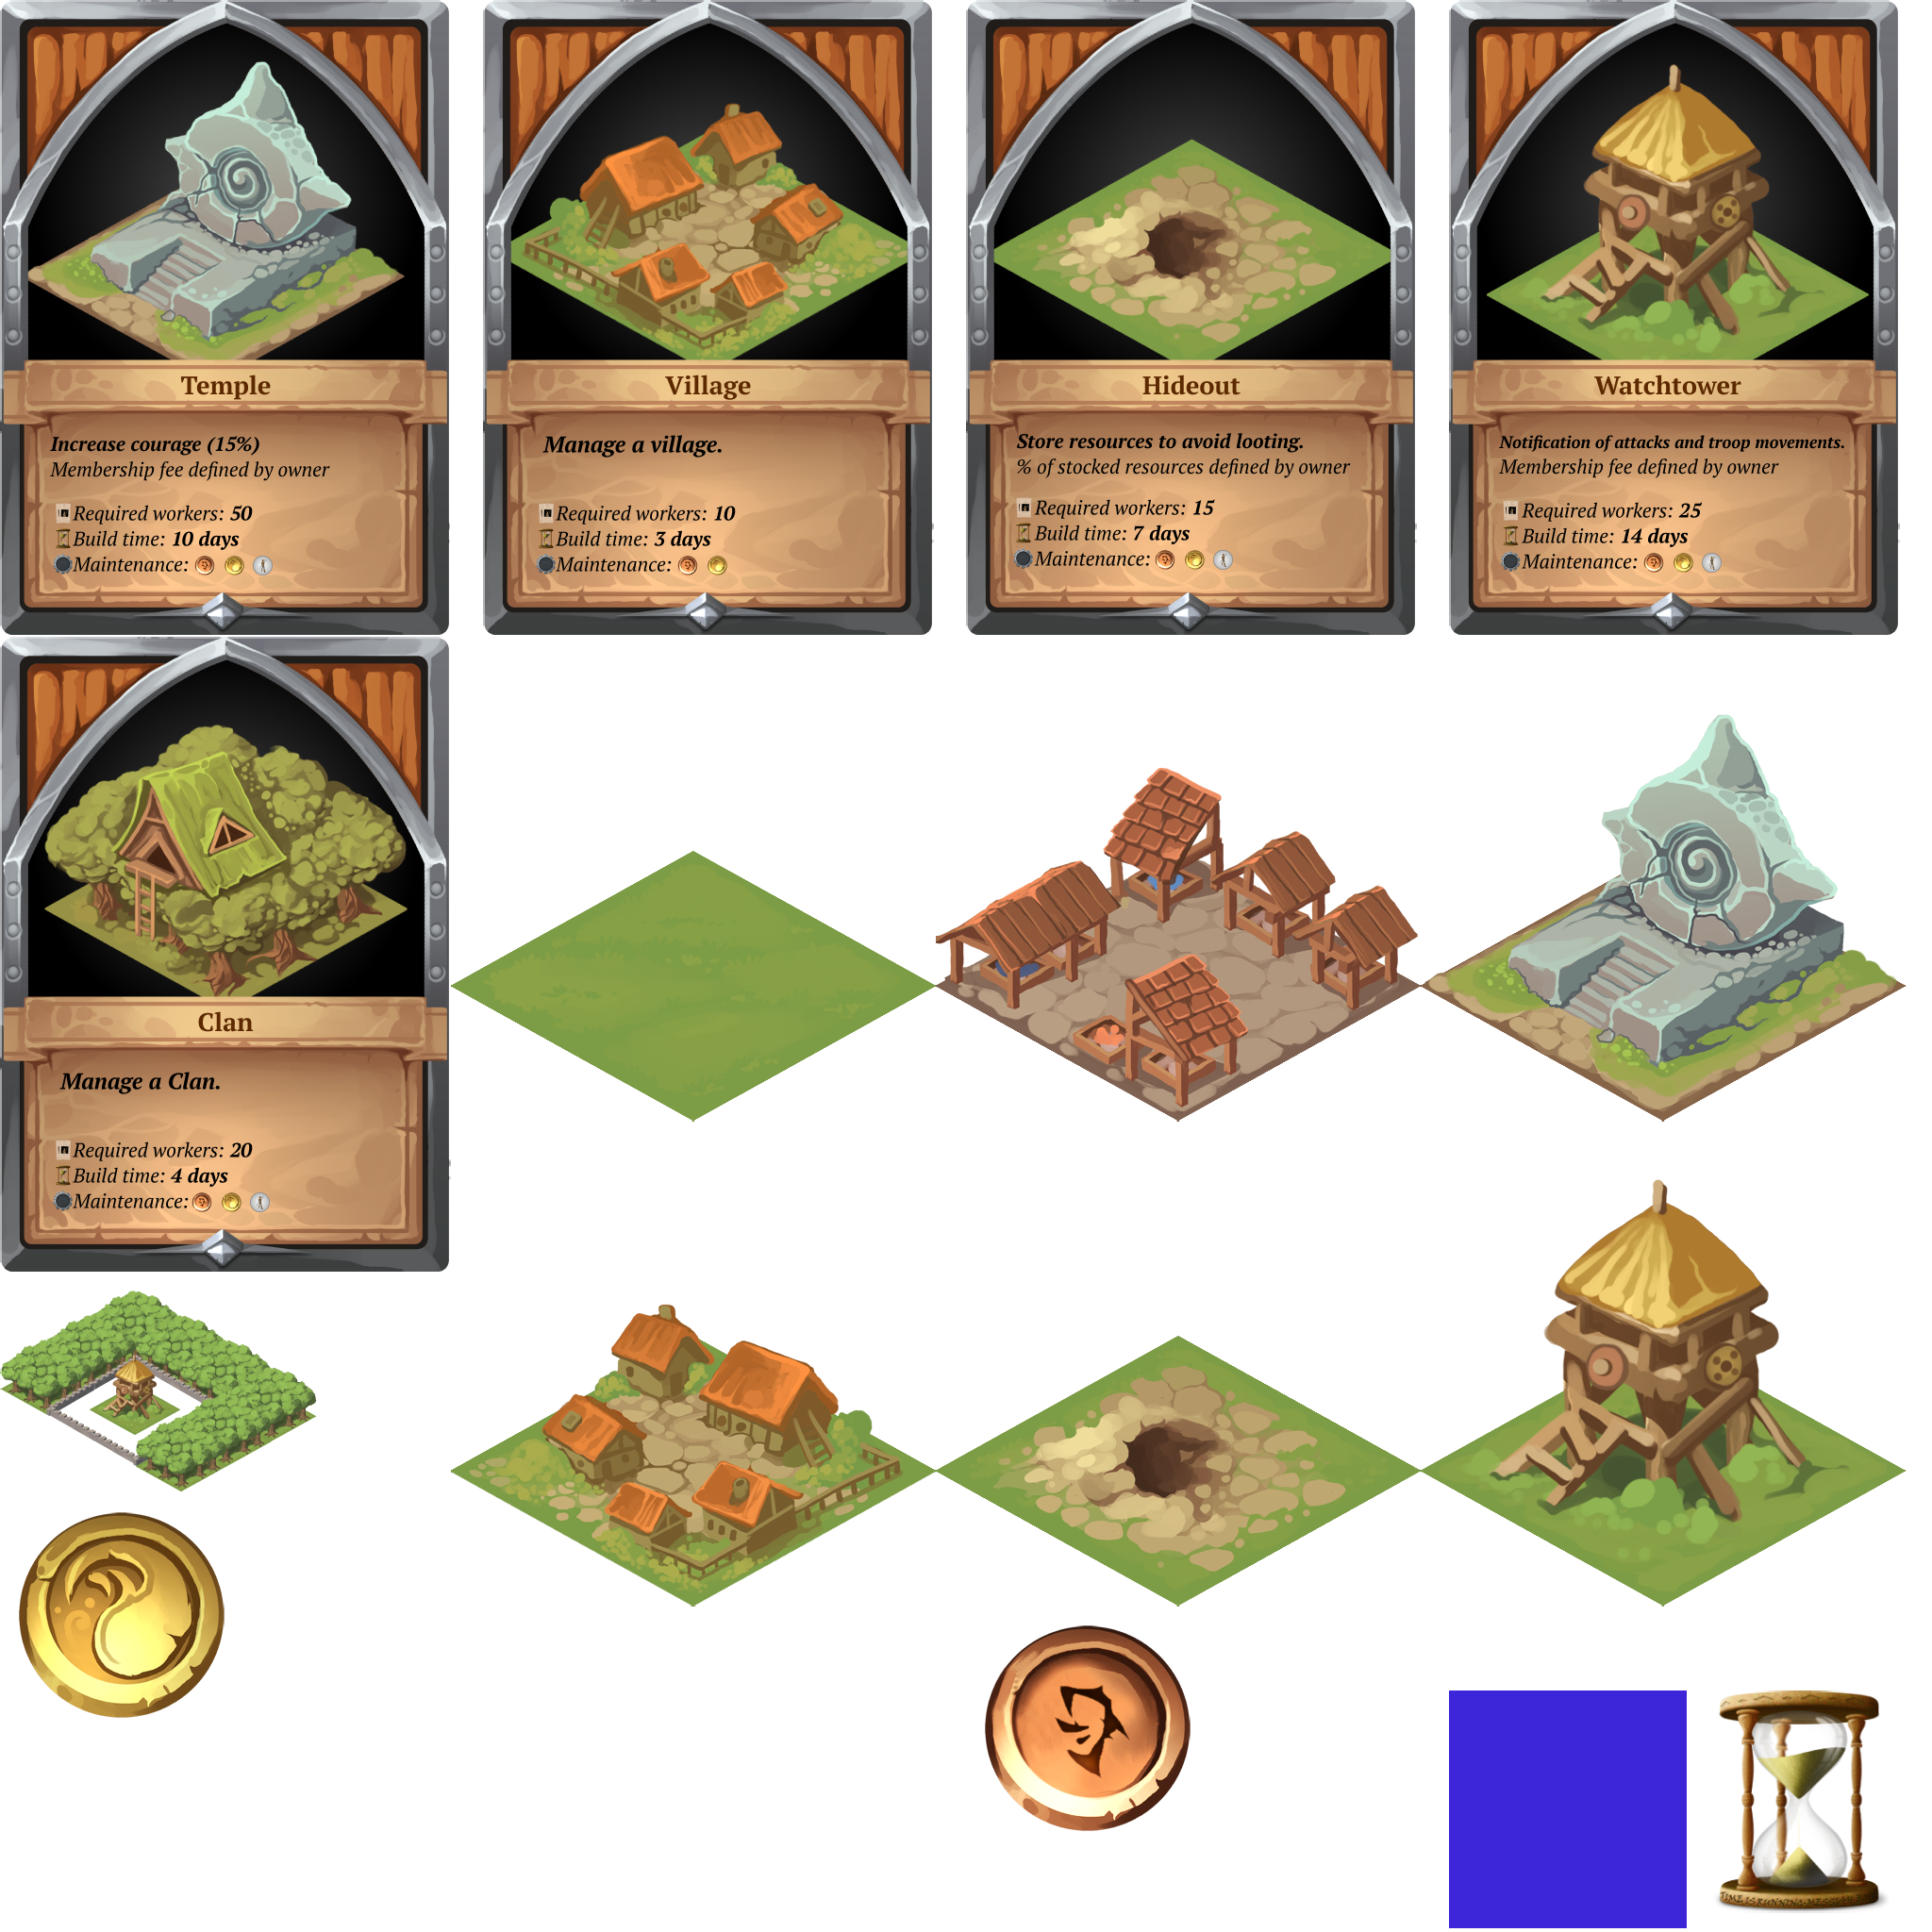 Temple
Increase courage (15%)
Membership fee defined by owner
Required workers: 50
Build time: 10 days
Maintenance:
Village
Manage a village.
Required workers: 10
Build time: 3 days
Maintenance:
Hideout
Store resources to avoid looting.
% of stocked resources defined by owner
Required workers: 15
Build time: 7 days
Maintenance:
Watchtower
Notification of attacks and troop movements.
Membership fee defined by owner
Required workers: 25
Build time: 14 days
Maintenance:
Clan
Manage a Clan.
Required workers: 20
Build time: 4 days
Maintenance:
TIME IS RUNNING